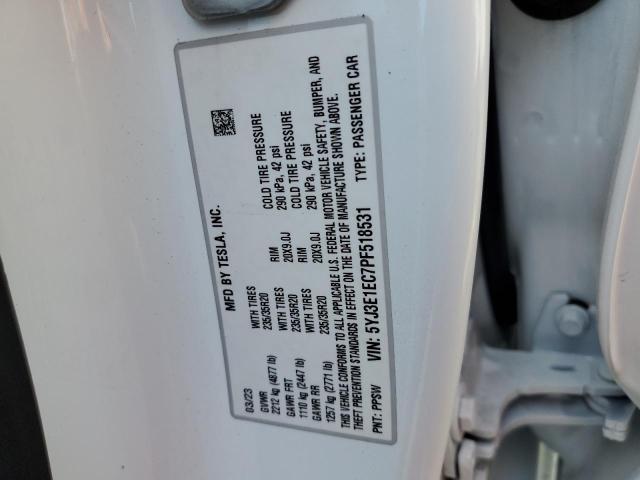 MFD BY TESLA, INC.
03/23
GVWR WITH TIRES RIM COLD TIRE PRESSURE
2212 kg (4877 lb) 235/35R20 20X9.0J 290 kPa, 42 psi
GAWR FRT WITH TIRES RIM COLD TIRE PRESSURE
1110 kg (2447 lb) 235/35R20 20X9.0J 290 kPa, 42 psi
GAWR RR
1257 kg (2771 lb) 235/35R20
THIS VEHICLE CONFORMS TO ALL APPLICABLE U.S. FEDERAL MOTOR VEHICLE SAFETY, BUMPER, AND
THEFT PREVENTION STANDARDS IN EFFECT ON THE DATE OF MANUFACTURE SHOWN ABOVE.
VIN: 5YJ3E1EC7PF518531
PNT: PPSW TYPE: PASSENGER CAR